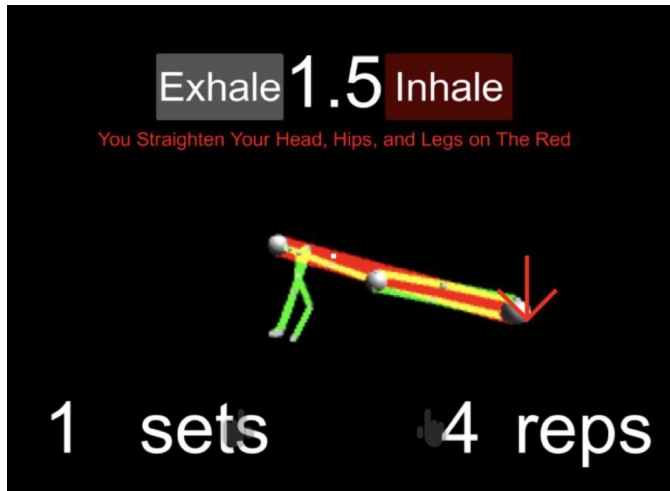 Exhale 1.5 Inhale
You Straighten Your Head, Hips, and Legs on The Red
1 sets 4 reps